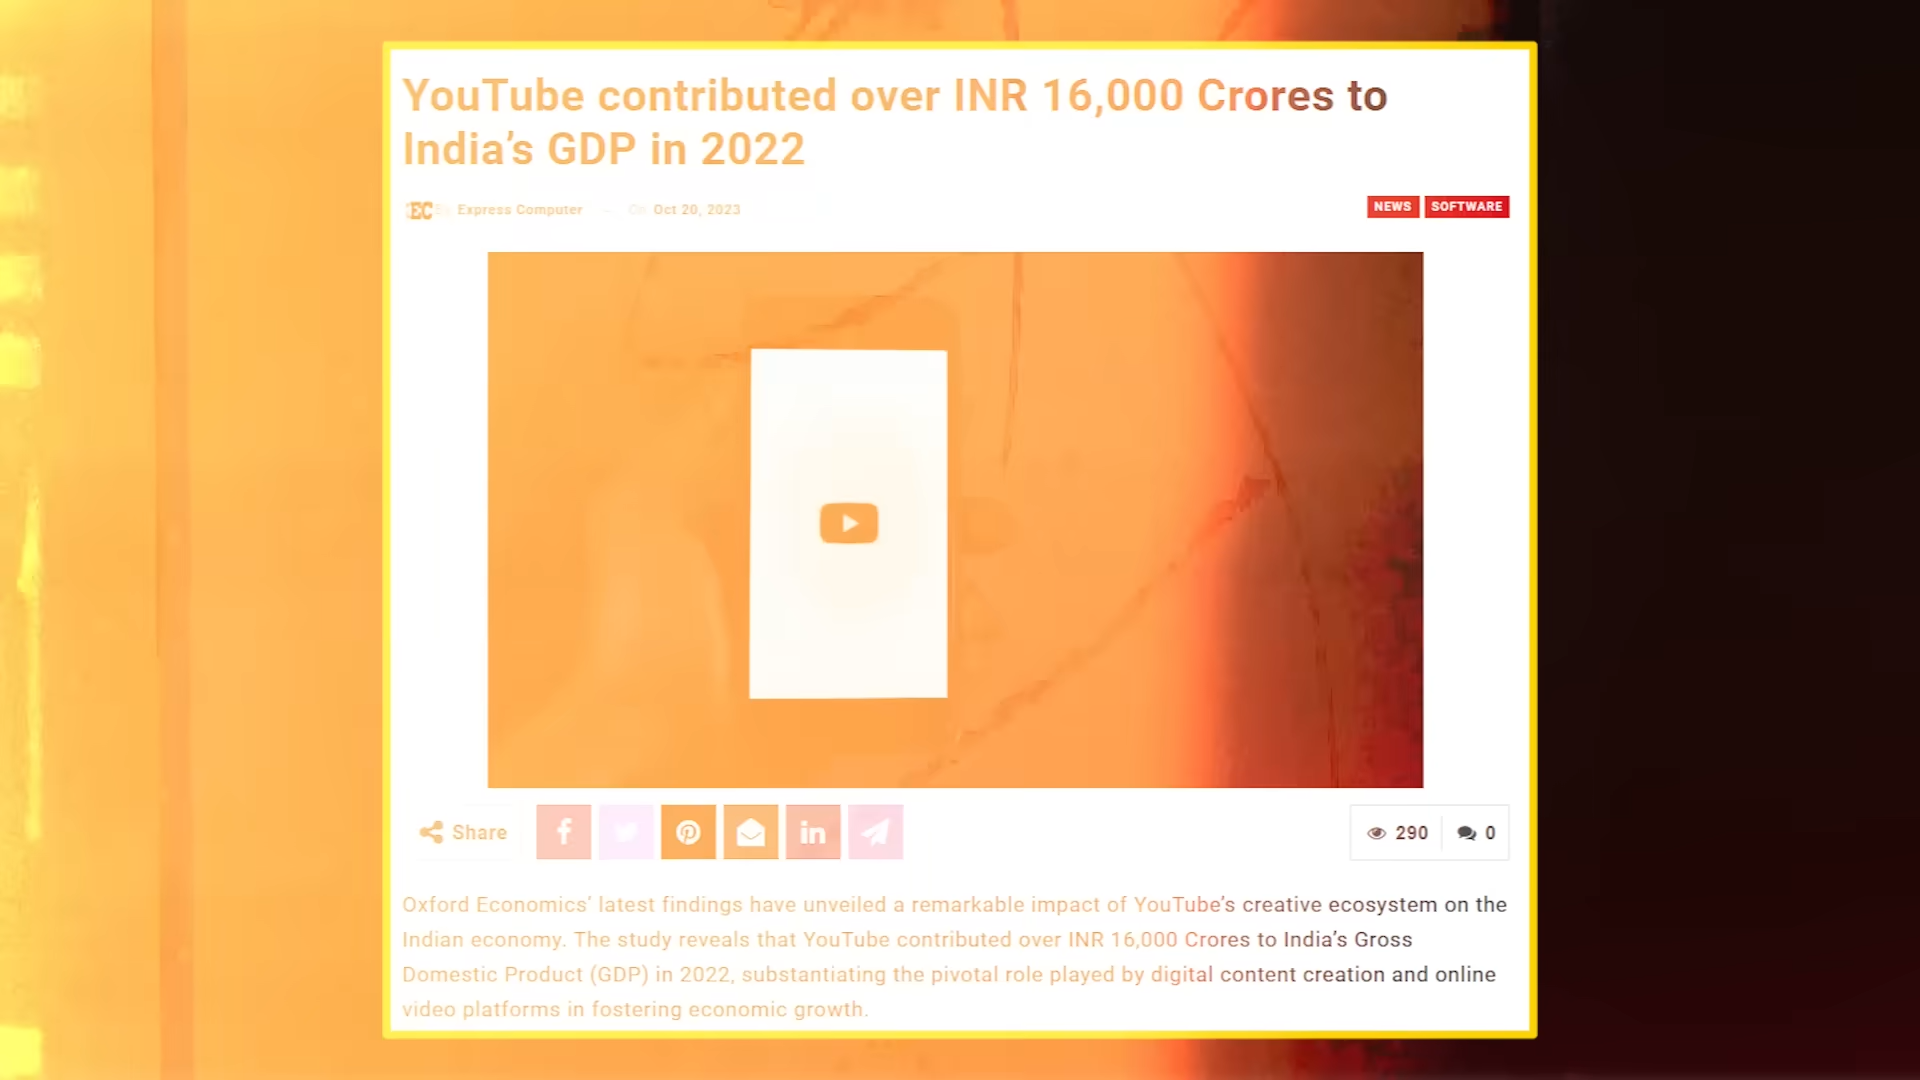 YouTube contributed over INR 16,000 Crores to
India’s GDP in 2022
EC By Express Computer – On Oct 20, 2023
NEWS SOFTWARE
Share
290 0
Oxford Economics’ latest findings have unveiled a remarkable impact of YouTube’s creative ecosystem on the
Indian economy. The study reveals that YouTube contributed over INR 16,000 Crores to India’s Gross
Domestic Product (GDP) in 2022, substantiating the pivotal role played by digital content creation and online
video platforms in fostering economic growth.